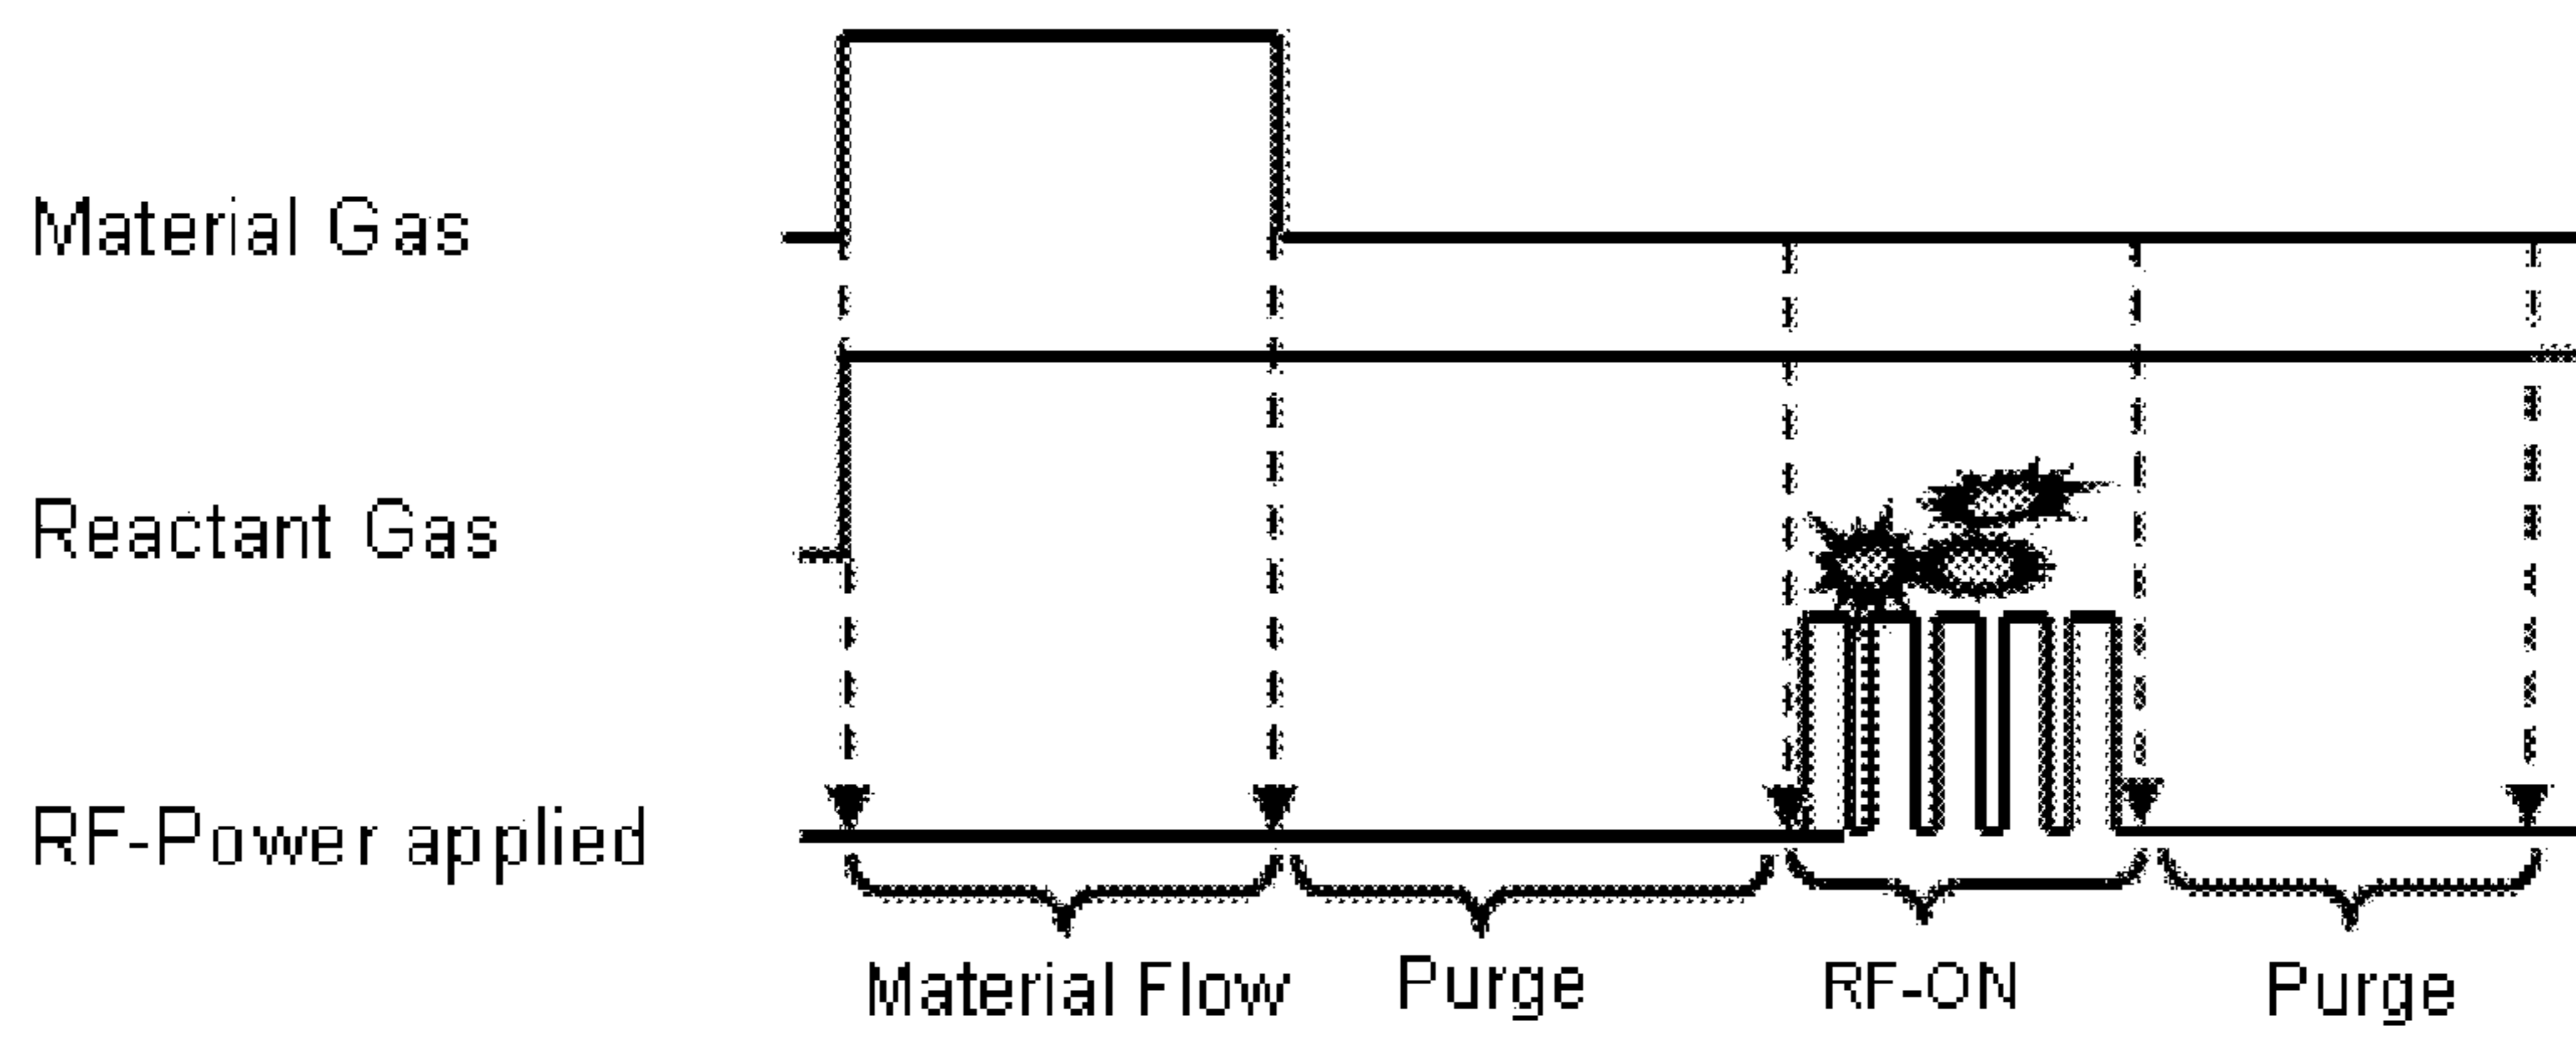 Material Gas
Reactant Gas
RF-Power applied
Material Flow
Purge
RF-ON
Purge